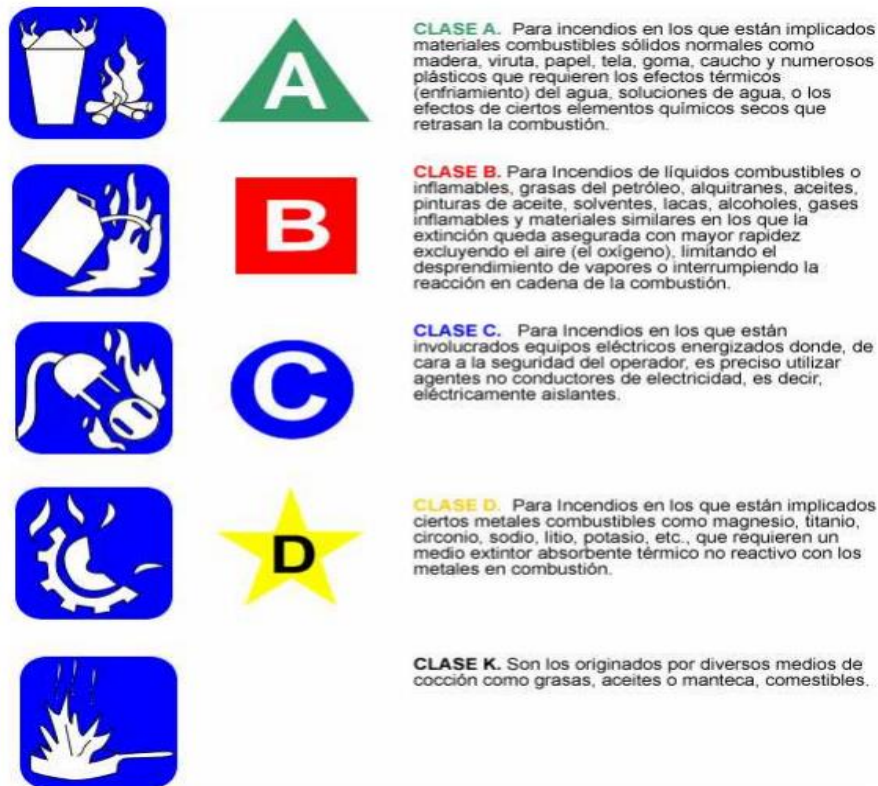 A
CLASE A. Para incendios en los que están implicados
materiales combustibles sólidos normales como
madera, viruta, papel, tela, goma, caucho y numerosos
plásticos que requieren los efectos térmicos
(enfriamiento) del agua, soluciones de agua, o los
efectos de ciertos elementos químicos secos que
retrasan la combustión.
B
CLASE B. Para Incendios de líquidos combustibles o
inflamables, grasas del petróleo, alquitranes, aceites,
pinturas de aceite, solventes, lacas, alcoholes, gases
inflamables y materiales similares en los que la
extinción queda asegurada con mayor rapidez
excluyendo el aire (el oxígeno), limitando el
desprendimiento de vapores o interrumpiendo la
reacción en cadena de la combustión.
C
CLASE C. Para Incendios en los que están
involucrados equipos eléctricos energizados donde, de
cara a la seguridad del operador, es preciso utilizar
agentes no conductores de electricidad, es decir,
eléctricamente aislantes.
D
CLASE D. Para Incendios en los que están implicados
ciertos metales combustibles como magnesio, titanio,
circonio, sodio, litio, potasio, etc., que requieren un
medio extintor absorbente térmico no reactivo con los
metales en combustión.
CLASE K. Son los originados por diversos medios de
cocción como grasas, aceites o manteca, comestibles.